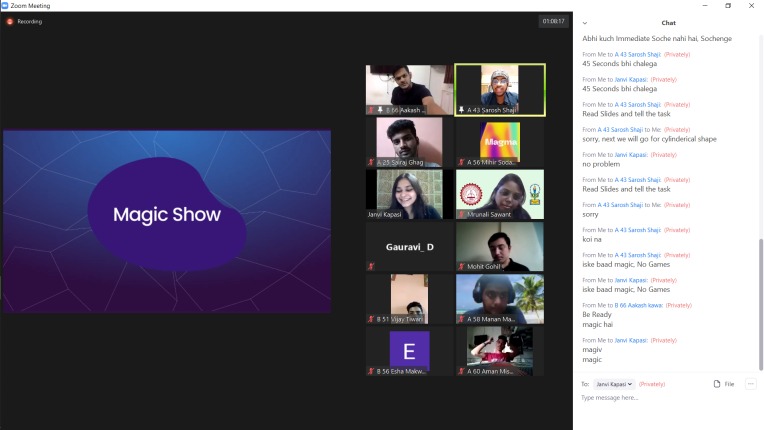 Zoom Meeting
Recording
01:08:17
Magic Show
B 66 Aakash ...
A 43 Sarosh Shaji
A 25 Sairaj Ghag
Magma
A 56 Mihir Soda...
Janvi Kapasi
Mrunali Sawant
Gauravi_ D
Mohit Gohil
B 51 Vijay Tiwari
A 58 Manan Ma...
E
B 56 Esha Makw...
A 60 Aman Mis...
Chat
Abhi kuch Immediate Soche nahi hai, Sochenge
From Me to A 43 Sarosh Shaji: (Privately)
45 Seconds bhi chalega
From Me to Janvi Kapasi: (Privately)
45 Seconds bhi chalega
From Me to A 43 Sarosh Shaji: (Privately)
Read Slides and tell the task
From A 43 Sarosh Shaji to Me: (Privately)
sorry, next we will go for cylinderical shape
From Me to Janvi Kapasi: (Privately)
no problem
From Me to A 43 Sarosh Shaji: (Privately)
Read Slides and tell the task
From A 43 Sarosh Shaji to Me: (Privately)
sorry
From Me to A 43 Sarosh Shaji: (Privately)
koi na
From Me to A 43 Sarosh Shaji: (Privately)
iske baad magic, No Games
From Me to Janvi Kapasi: (Privately)
iske baad magic, No Games
From Me to B 66 Aakash kawa: (Privately)
Be Ready
magic hai
From Me to Janvi Kapasi: (Privately)
magiv
magic
To: Janvi Kapasi (Privately)
File
Type message here...